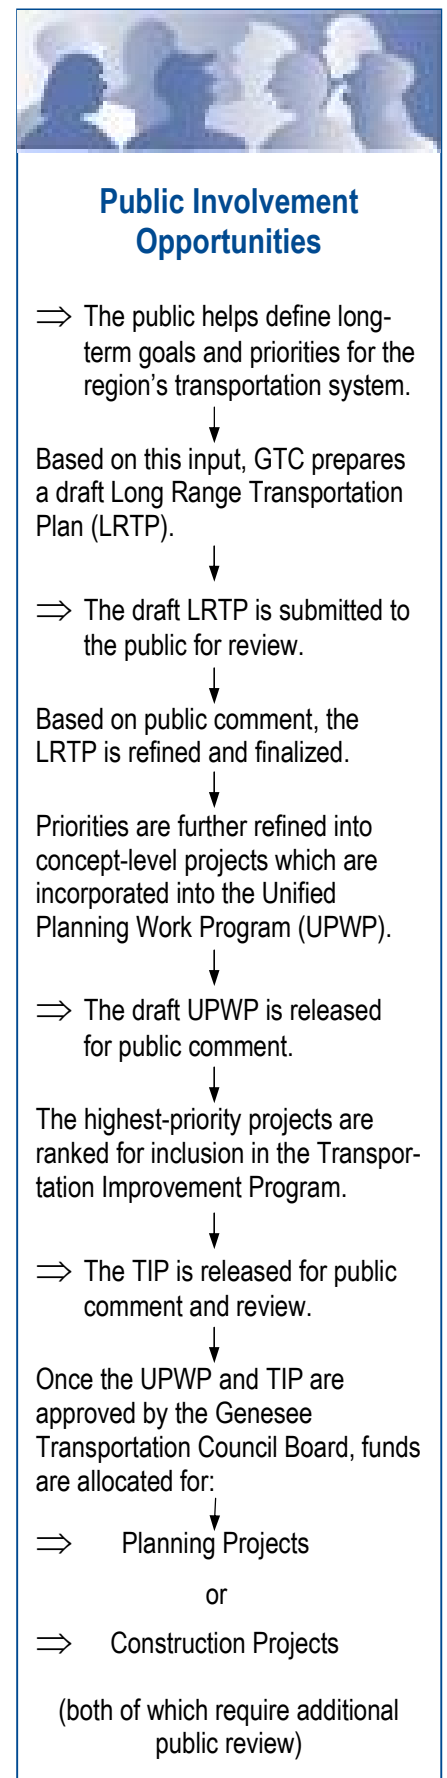 Public Involvement
Opportunities
⇒ The public helps define long-
term goals and priorities for the
region's transportation system.
Based on this input, GTC prepares
a draft Long Range Transportation
Plan (LRTP).
⇒ The draft LRTP is submitted to
the public for review.
Based on public comment, the
LRTP is refined and finalized.
Priorities are further refined into
concept-level projects which are
incorporated into the Unified
Planning Work Program (UPWP).
⇒ The draft UPWP is released
for public comment.
The highest-priority projects are
ranked for inclusion in the Transpor-
tation Improvement Program.
⇒ The TIP is released for public
comment and review.
Once the UPWP and TIP are
approved by the Genesee
Transportation Council Board, funds
are allocated for:
⇒ Planning Projects
or
⇒ Construction Projects
(both of which require additional
public review)